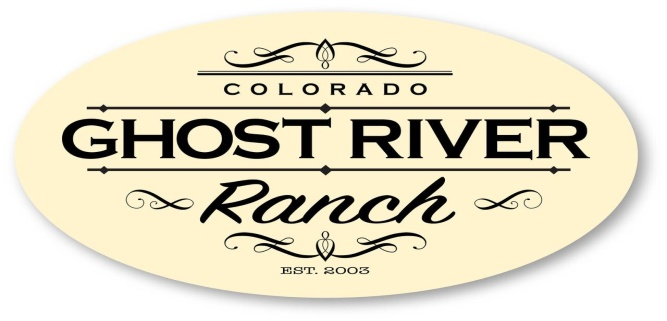 COLORADO
GHOST RIVER
Ranch
EST. 2003